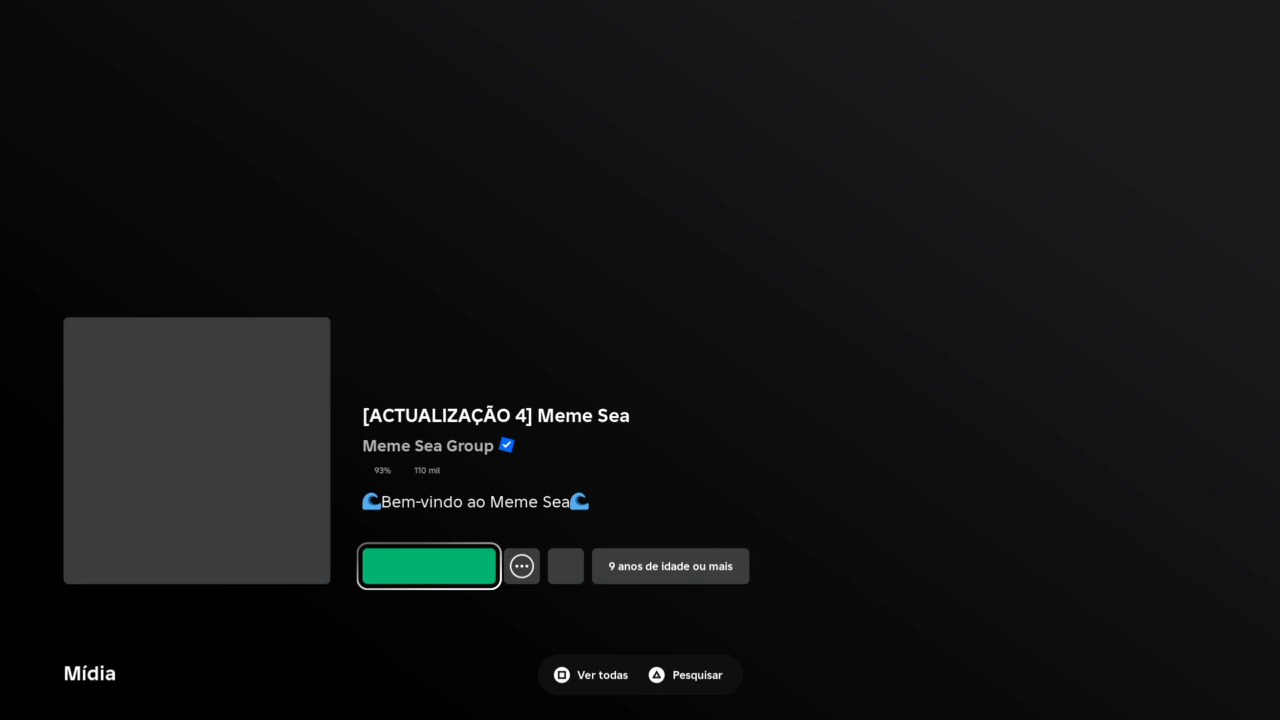 [ACTUALIZAÇÃO 4] Meme Sea
Meme Sea Group
93% 110 mil
🌊Bem-vindo ao Meme Sea🌊
9 anos de idade ou mais
Mídia
Ver todas Pesquisar